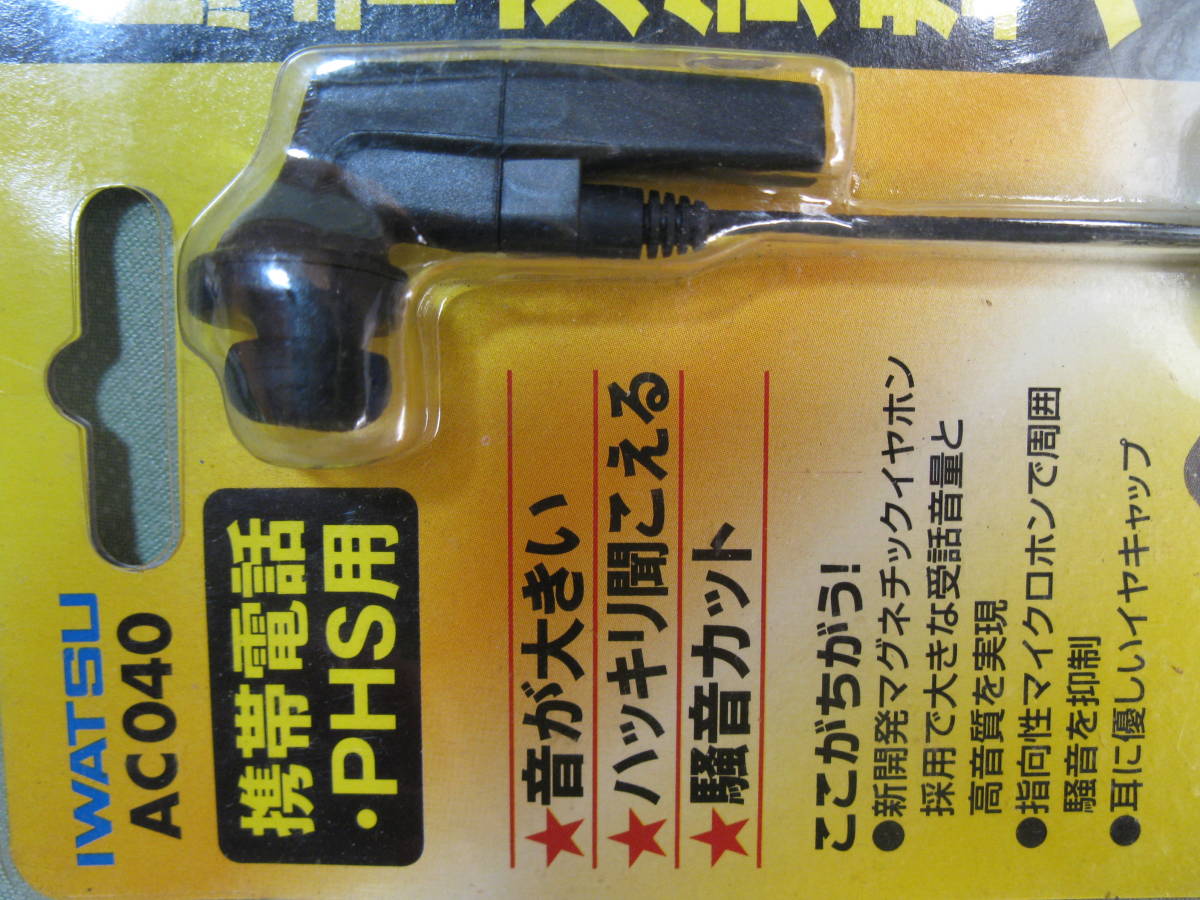 IWATSU
AC040
携帯電話
・PHS用
★音が大きい
★ハッキリ聞こえる
★騒音カット
ここがちがう!
●新開発マグネチックイヤホン
採用で大きな受話音量と
高音質を実現
●指向性マイクロホンで周囲
騒音を抑制
●耳に優しいイヤキャップ